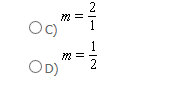 C) m = 2/1
D) m = 1/2